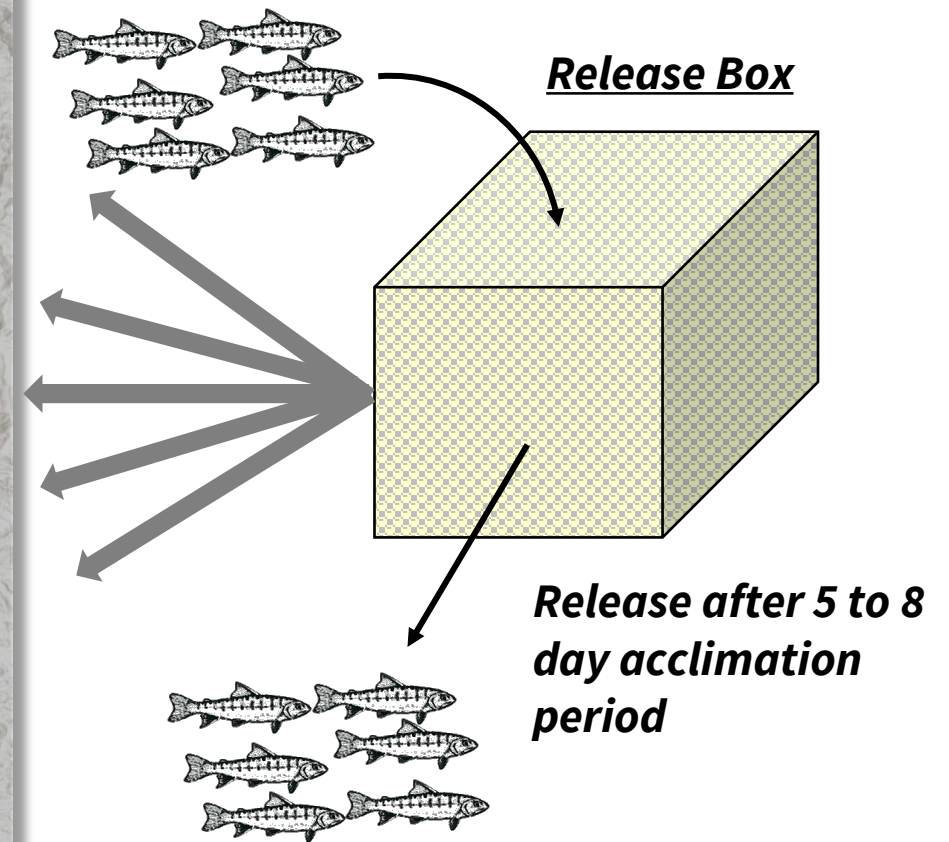 Release Box
Release after 5 to 8
day acclimation
period